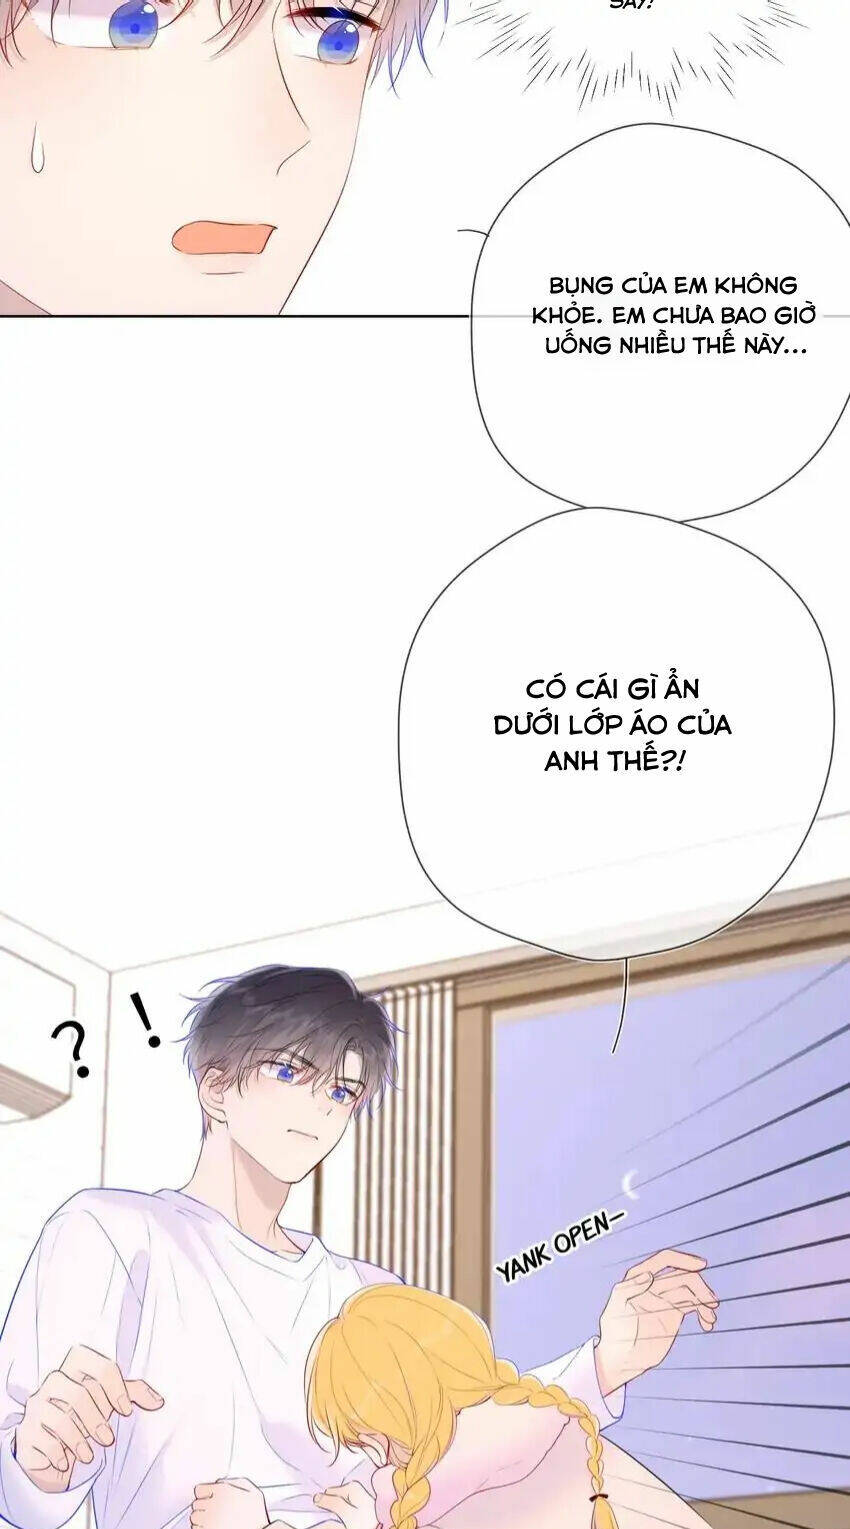 SAY!
BỤNG CỦA EM KHÔNG
KHỎE. EM CHƯA BAO GIỜ
UỐNG NHIỀU THẾ NÀY...
CÓ CÁI GÌ ẨN
DƯỚI LỚP ÁO CỦA
ANH THẾ?!
? !
YANK OPEN-